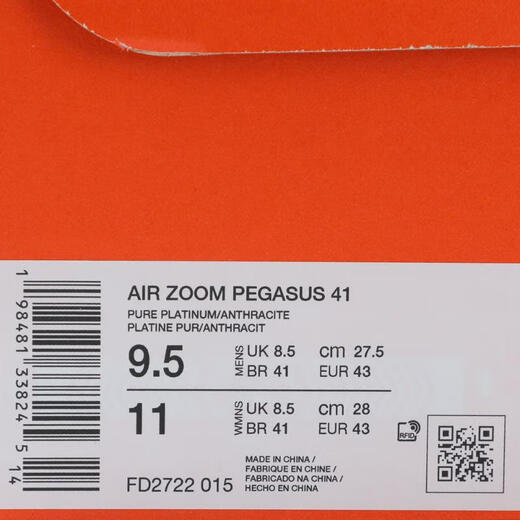 AIR ZOOM PEGASUS 41
PURE PLATINUM/ANTHRACITE
PLATINE PUR/ANTHRACIT
9.5 MENS UK 8.5 cm 27.5
BR 41 EUR 43
11 WMNS UK 8.5 cm 28
BR 41 EUR 43
RFID
FD2722 015
MADE IN CHINA /
FABRIQUE EN CHINE /
FABRICADO NA CHINA /
HECHO EN CHINA
1 98481 33824 5 14